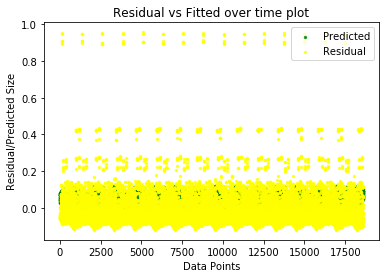 Residual vs Fitted over time plot
Predicted
Residual
1.0
0.8
0.6
0.4
0.2
0.0
Residual/Predicted Size
0 2500 5000 7500 10000 12500 15000 17500
Data Points